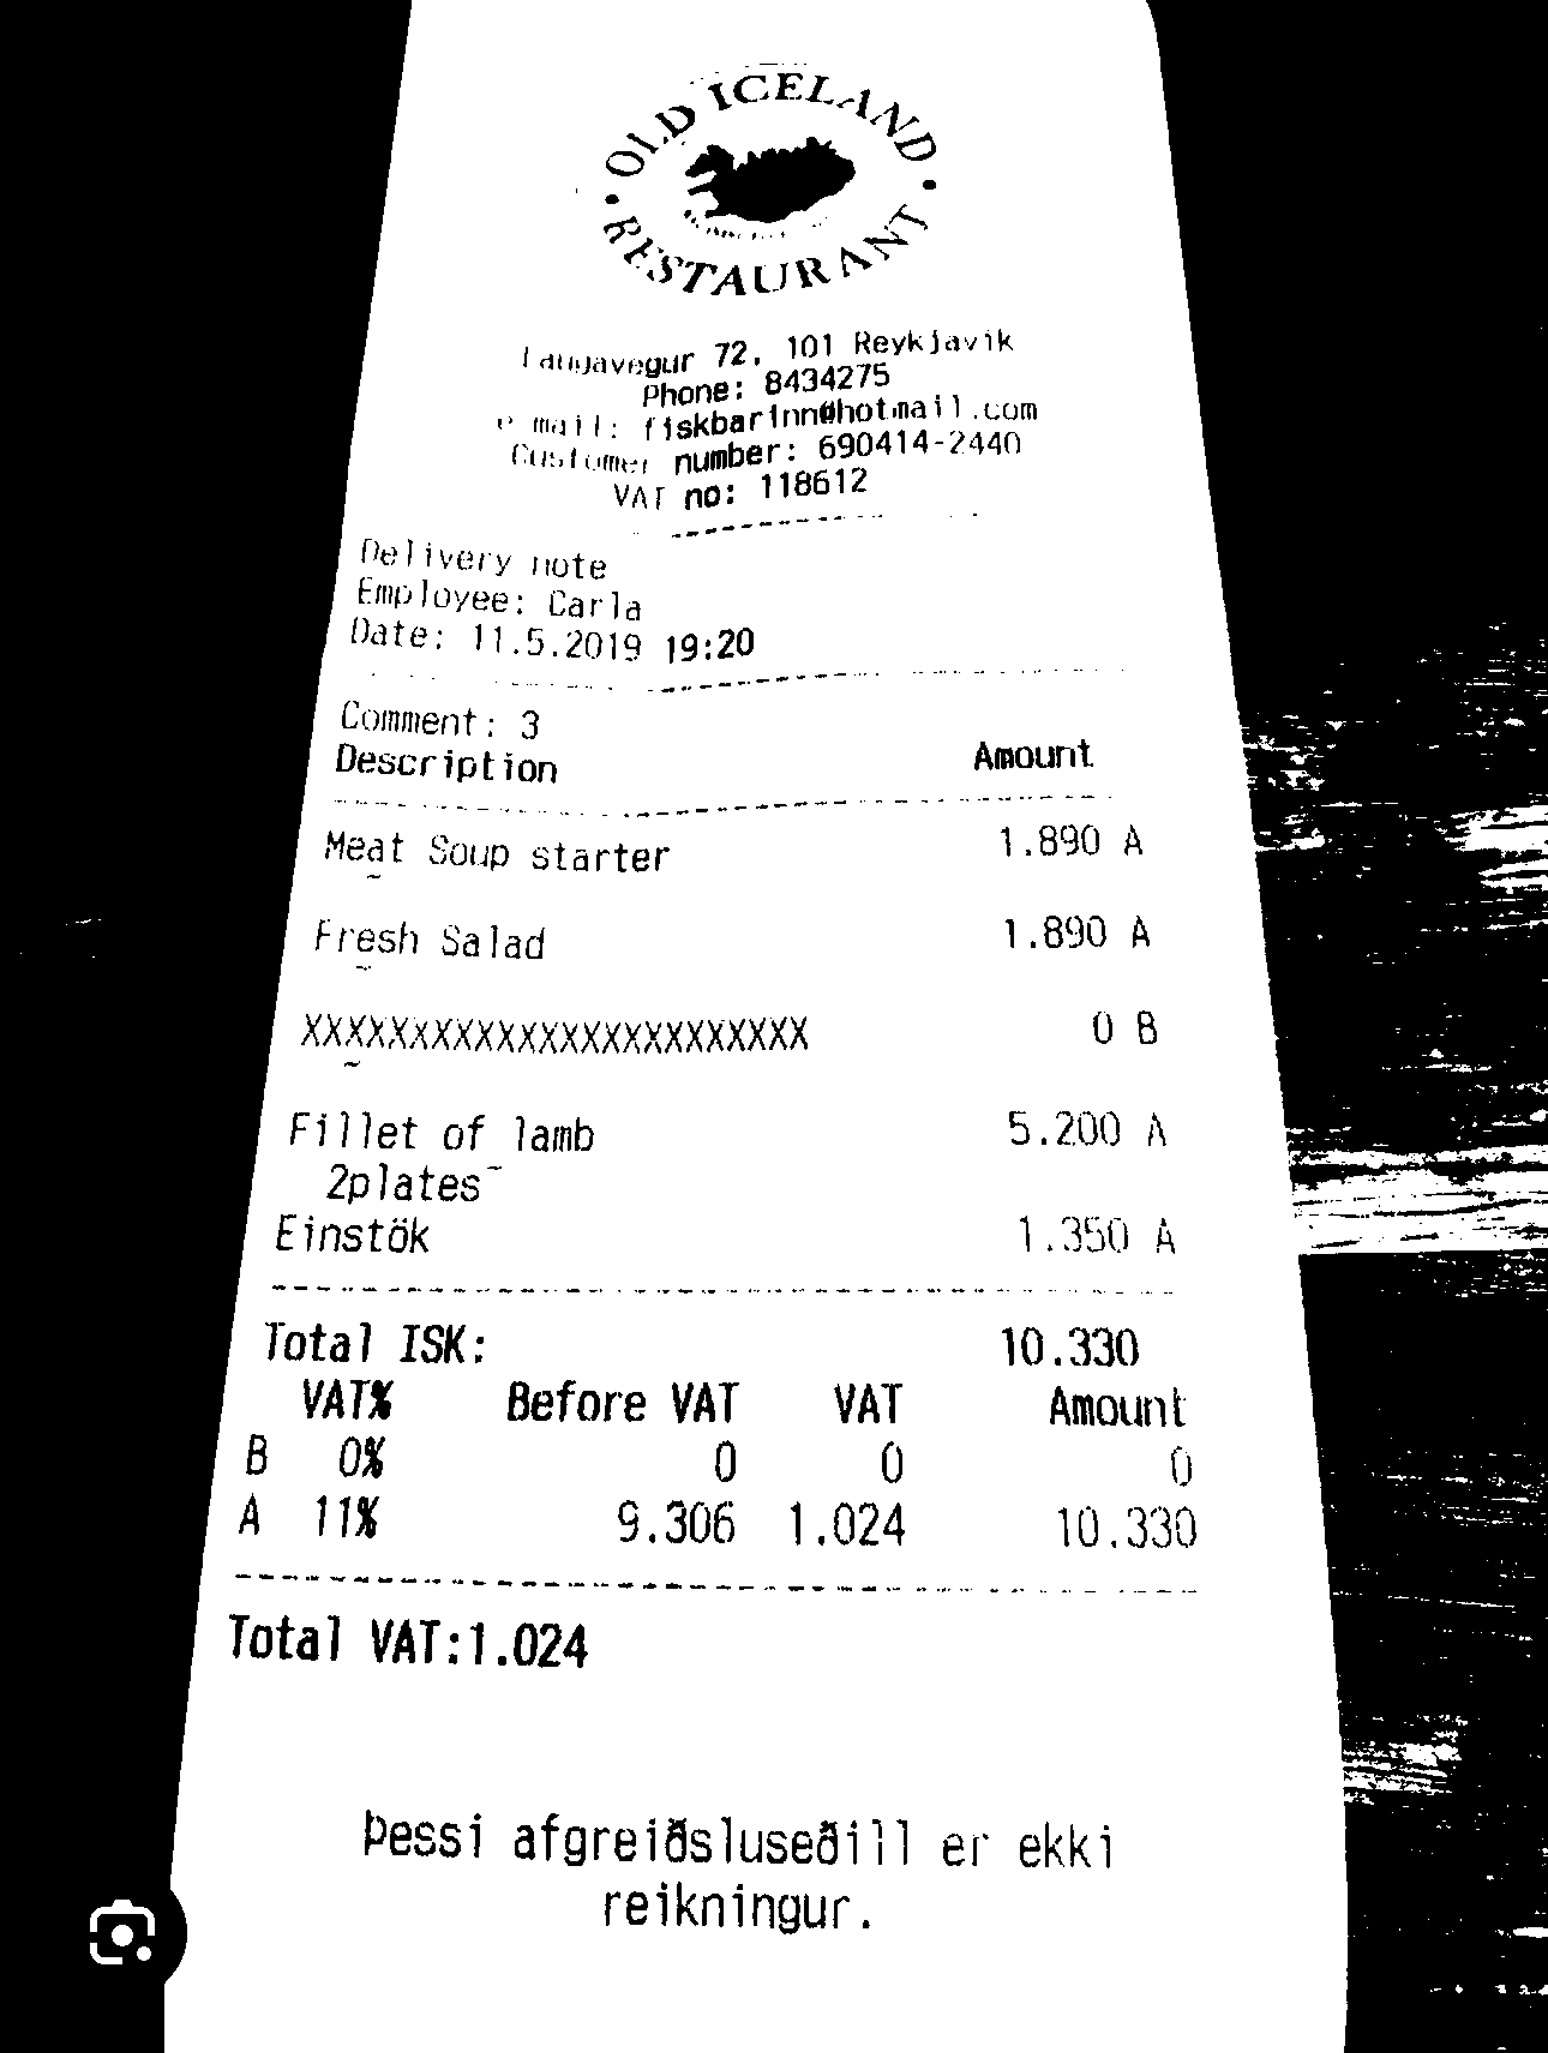 OLD ICELAND
RESTAURANT
Laugavegur 72, 101 Reykjavik
Phone: 8434275
e-mail: fiskbarinn@hotmail.com
Customer number: 690414-2440
VAT no: 118612
Delivery note
Employee: Carla
Date: 11.5.2019 19:20
Comment: 3
Description Amount
Meat Soup starter 1.890 A
~
Fresh Salad 1.890 A
~
XXXXXXXXXXXXXXXXXXXXXXXX 0 B
~
Fillet of lamb 5.200 A
2plates~
Einstök 1.350 A
Total ISK: 10.330
VAT% Before VAT VAT Amount
B 0% 0 0 0
A 11% 9.306 1.024 10.330
Total VAT:1.024
Þessi afgreiðsluseðill er ekki
reikningur.